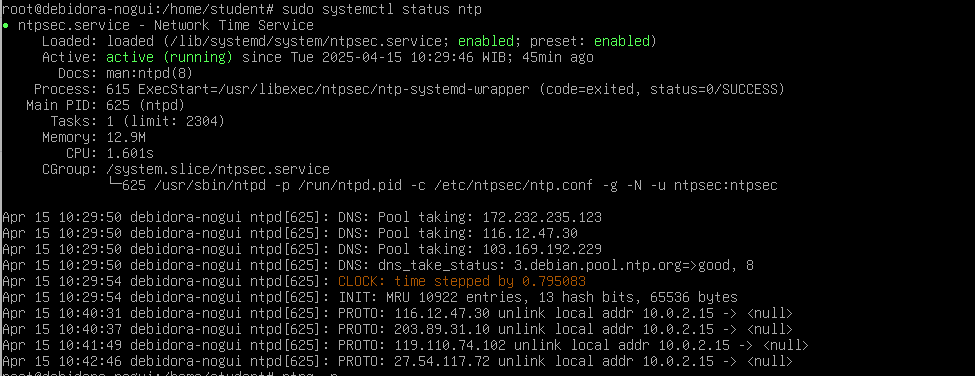 root@debidora-nogui:/home/student# sudo systemctl status ntp
● ntpsec.service - Network Time Service
     Loaded: loaded (/lib/systemd/system/ntpsec.service; enabled; preset: enabled)
     Active: active (running) since Tue 2025-04-15 10:29:46 WIB; 45min ago
       Docs: man:ntpd(8)
    Process: 615 ExecStart=/usr/libexec/ntpsec/ntp-systemd-wrapper (code=exited, status=0/SUCCESS)
   Main PID: 625 (ntpd)
      Tasks: 1 (limit: 2304)
     Memory: 12.9M
        CPU: 1.601s
     CGroup: /system.slice/ntpsec.service
             └─625 /usr/sbin/ntpd -p /run/ntpd.pid -c /etc/ntpsec/ntp.conf -g -N -u ntpsec:ntpsec
Apr 15 10:29:50 debidora-nogui ntpd[625]: DNS: Pool taking: 172.232.235.123
Apr 15 10:29:50 debidora-nogui ntpd[625]: DNS: Pool taking: 116.12.47.30
Apr 15 10:29:50 debidora-nogui ntpd[625]: DNS: Pool taking: 103.169.192.229
Apr 15 10:29:50 debidora-nogui ntpd[625]: DNS: dns_take_status: 3.debian.pool.ntp.org=>good, 8
Apr 15 10:29:54 debidora-nogui ntpd[625]: CLOCK: time stepped by 0.795083
Apr 15 10:29:54 debidora-nogui ntpd[625]: INIT: MRU 10922 entries, 13 hash bits, 65536 bytes
Apr 15 10:40:31 debidora-nogui ntpd[625]: PROTO: 116.12.47.30 unlink local addr 10.0.2.15 -> <null>
Apr 15 10:40:37 debidora-nogui ntpd[625]: PROTO: 203.89.31.10 unlink local addr 10.0.2.15 -> <null>
Apr 15 10:41:49 debidora-nogui ntpd[625]: PROTO: 119.110.74.102 unlink local addr 10.0.2.15 -> <null>
Apr 15 10:42:46 debidora-nogui ntpd[625]: PROTO: 27.54.117.72 unlink local addr 10.0.2.15 -> <null>
root@debidora-nogui:/home/student# ntpq -p